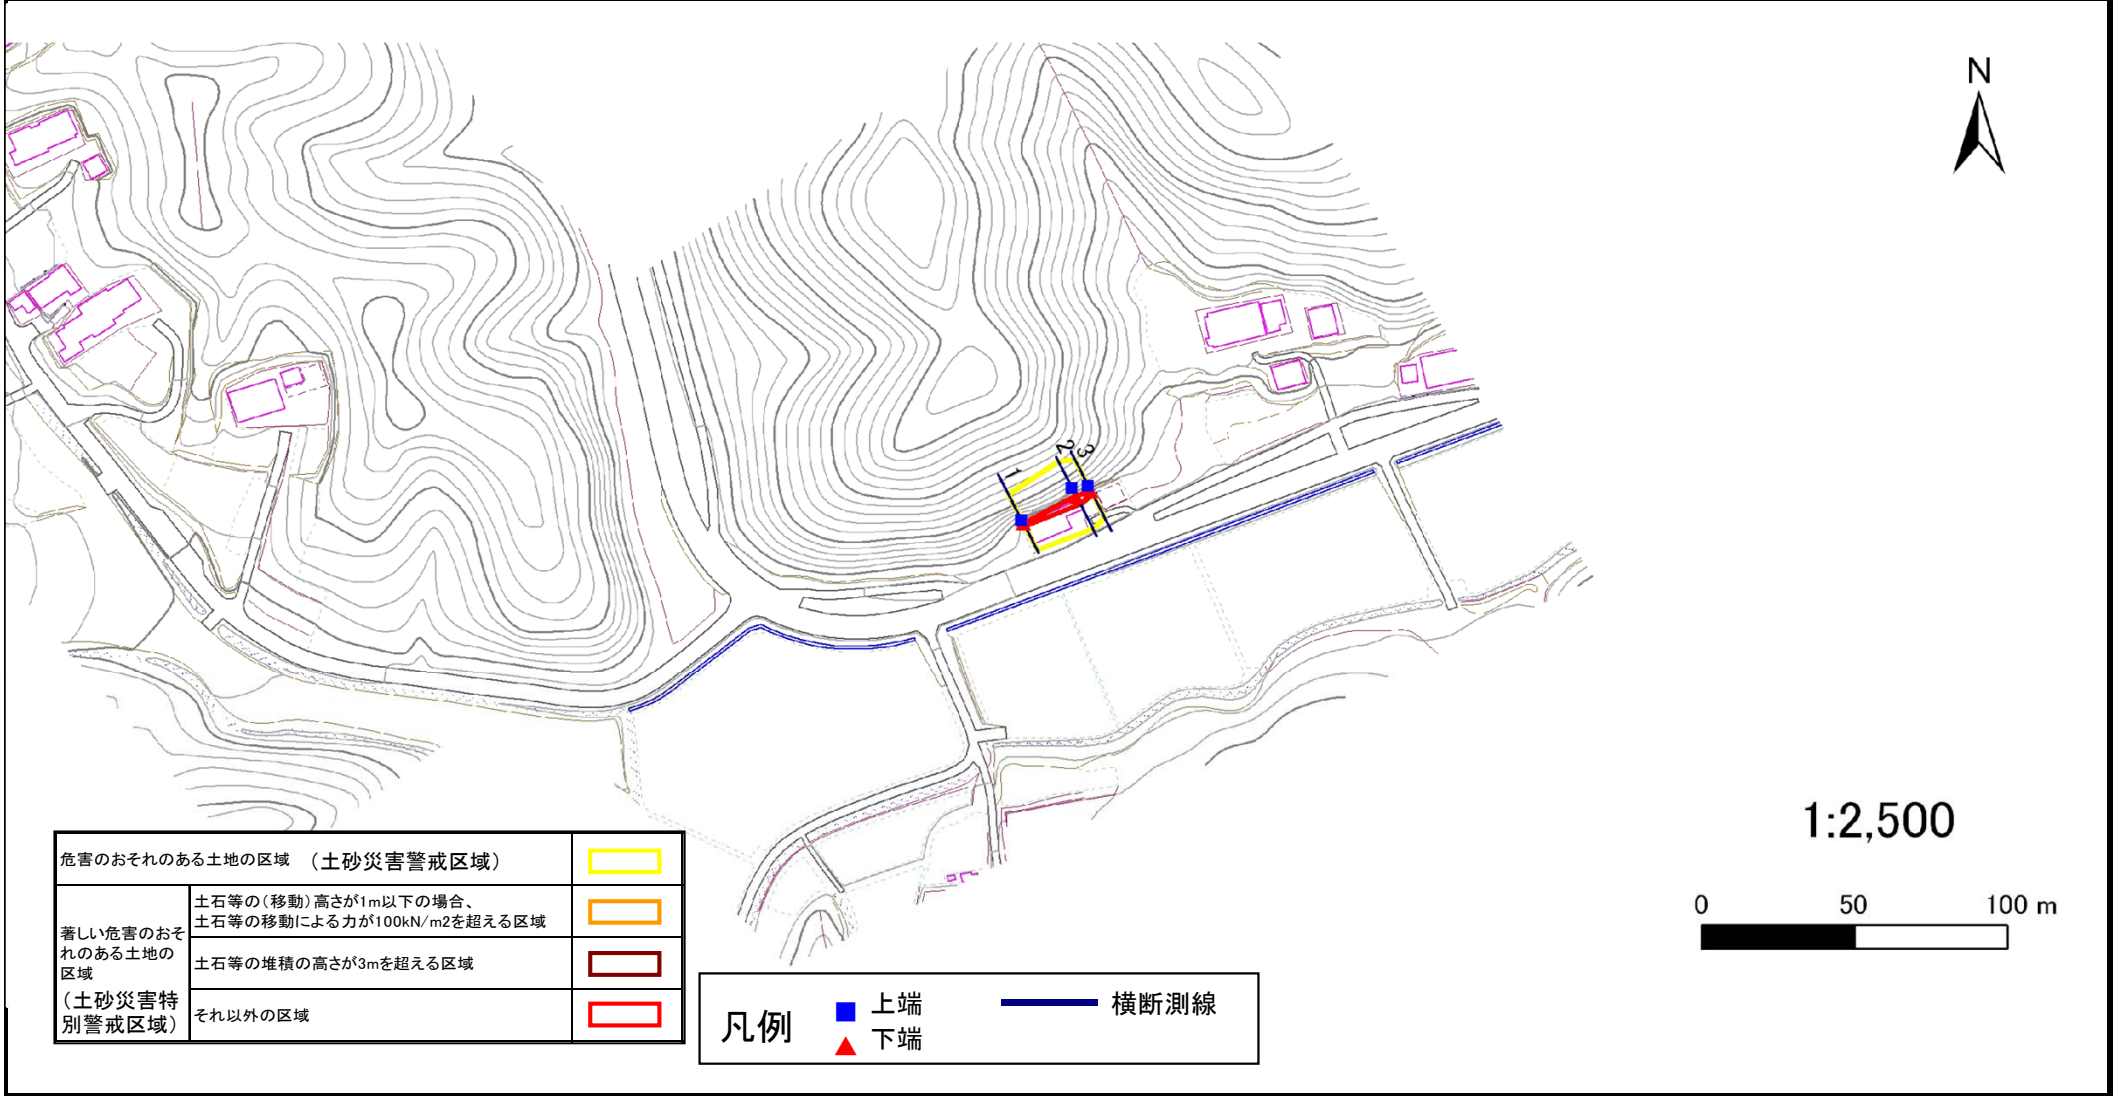 N
2
3
1
1:2,500
0 50 100 m
危害のおそれのある土地の区域 （土砂災害警戒区域）
著しい危害のおそ
れのある土地の
区域
（土砂災害特
別警戒区域）
土石等の（移動）高さが1m以下の場合、
土石等の移動による力が100kN/m2を超える区域
土石等の堆積の高さが3mを超える区域
それ以外の区域
凡例
上端
下端
横断測線